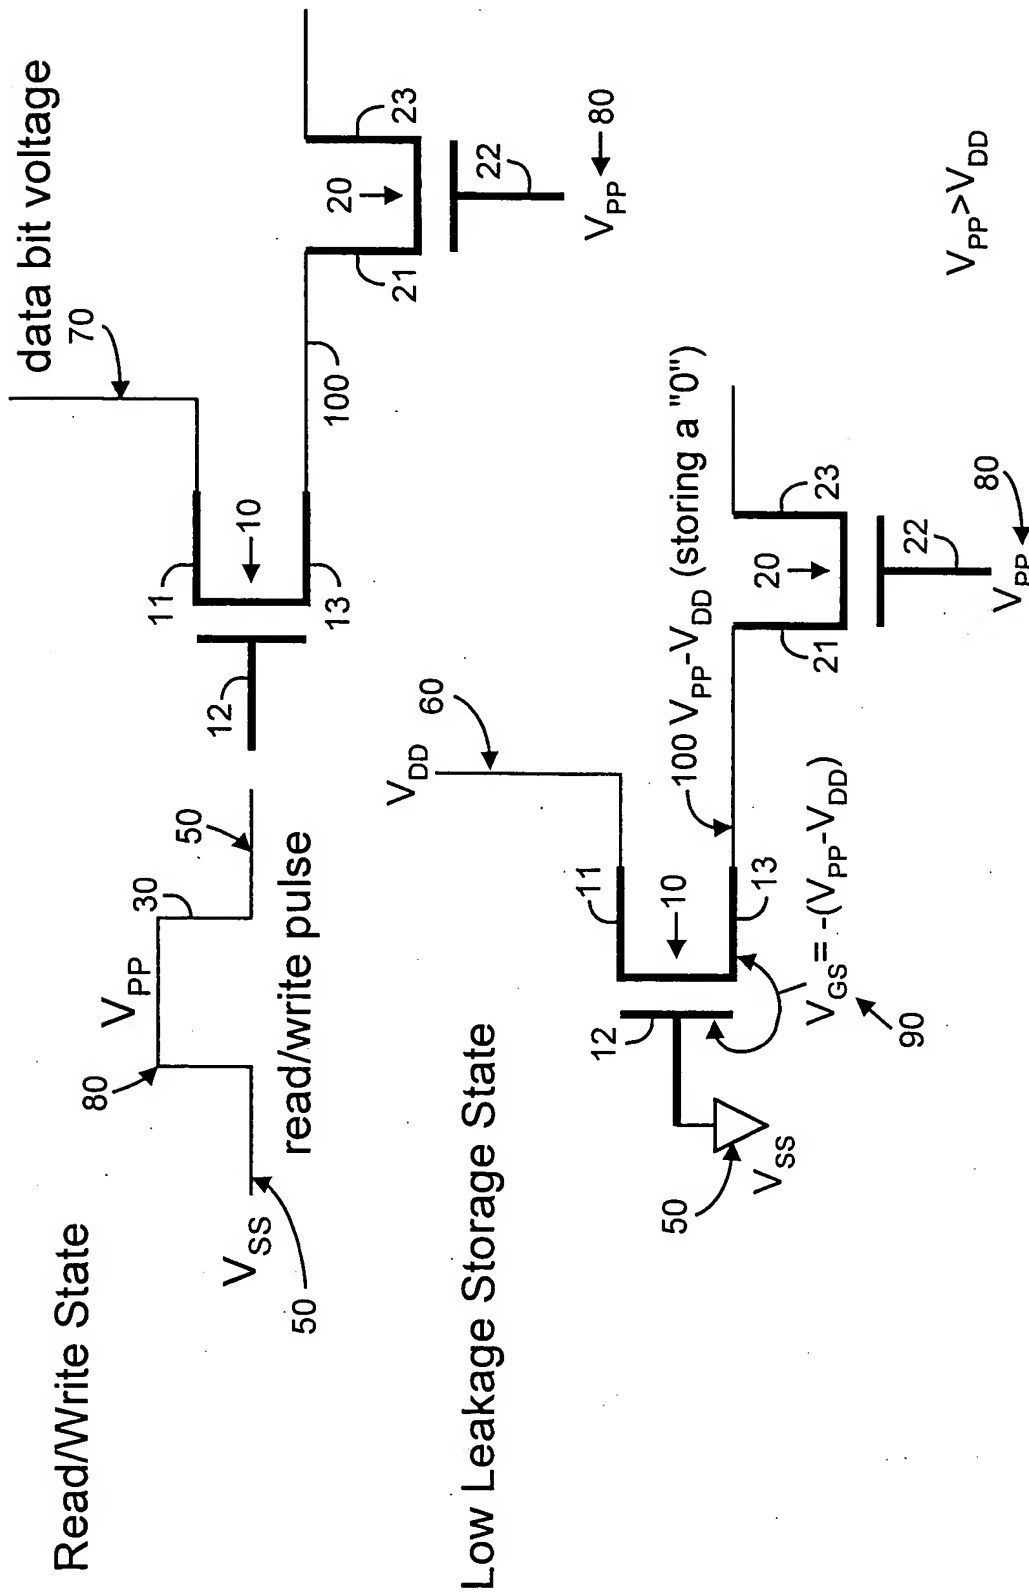 Read/Write State
data bit voltage
70
80
V_PP
30
50
V_SS
50
read/write pulse
12
11
10
13
100
20
21
23
22
V_PP
80
Low Leakage Storage State
V_DD
60
100 V_PP-V_DD (storing a "0")
11
10
12
13
50
V_SS
V_GS = -(V_PP-V_DD)
90
20
21
23
22
V_PP
80
V_PP>V_DD